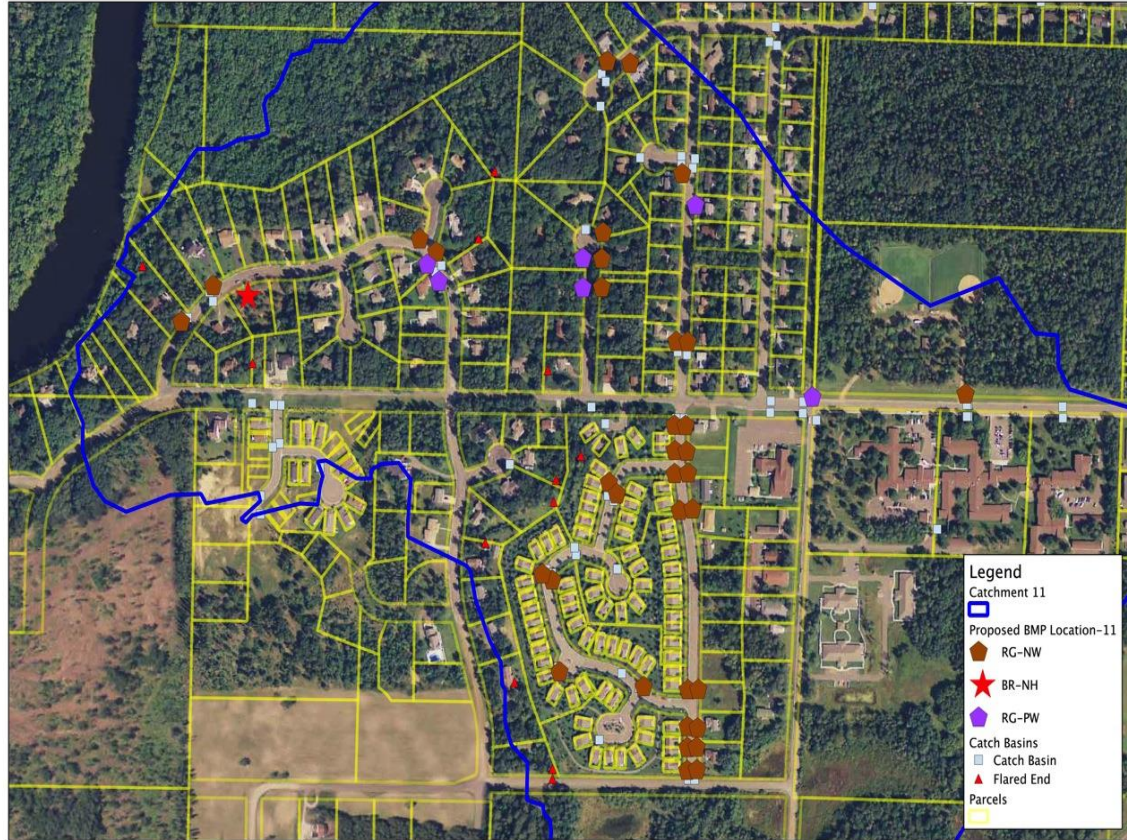 Legend
Catchment 11
Proposed BMP Location-11
RG-NW
BR-NH
RG-PW
Catch Basins
Catch Basin
Flared End
Parcels